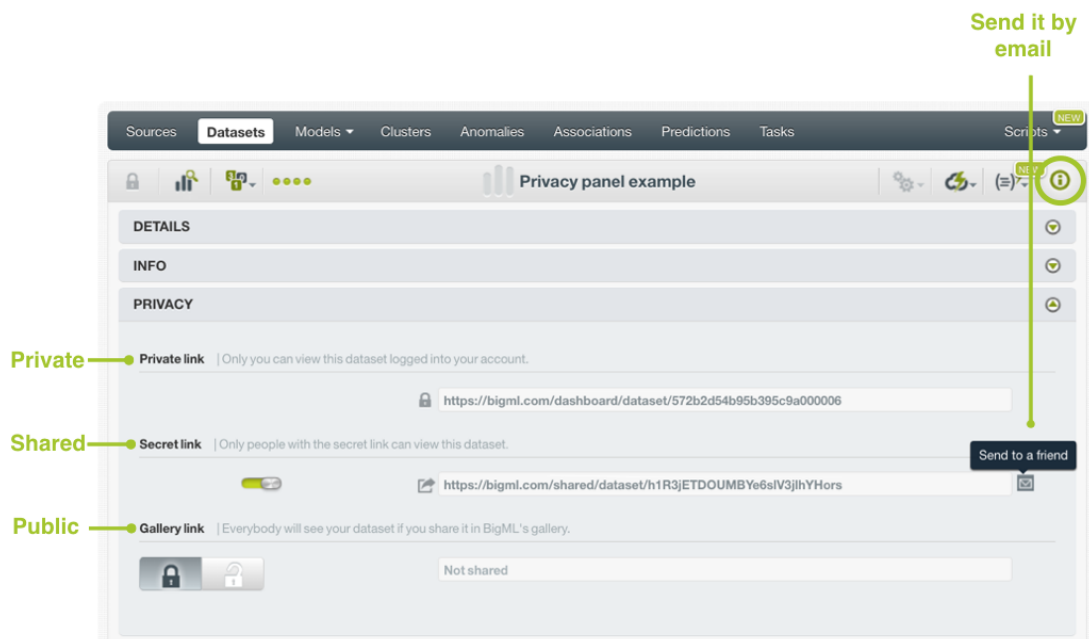 Send it by
email
Sources Datasets Models Clusters Anomalies Associations Predictions Tasks Scripts NEW
Privacy panel example NEW
DETAILS
INFO
PRIVACY
Private
Private link | Only you can view this dataset logged into your account.
https://bigml.com/dashboard/dataset/572b2d54b95b395c9a000006
Shared
Secret link | Only people with the secret link can view this dataset.
Send to a friend
https://bigml.com/shared/dataset/h1R3jETDOUMBYe6slV3jlhYHors
Public
Gallery link | Everybody will see your dataset if you share it in BigML's gallery.
Not shared